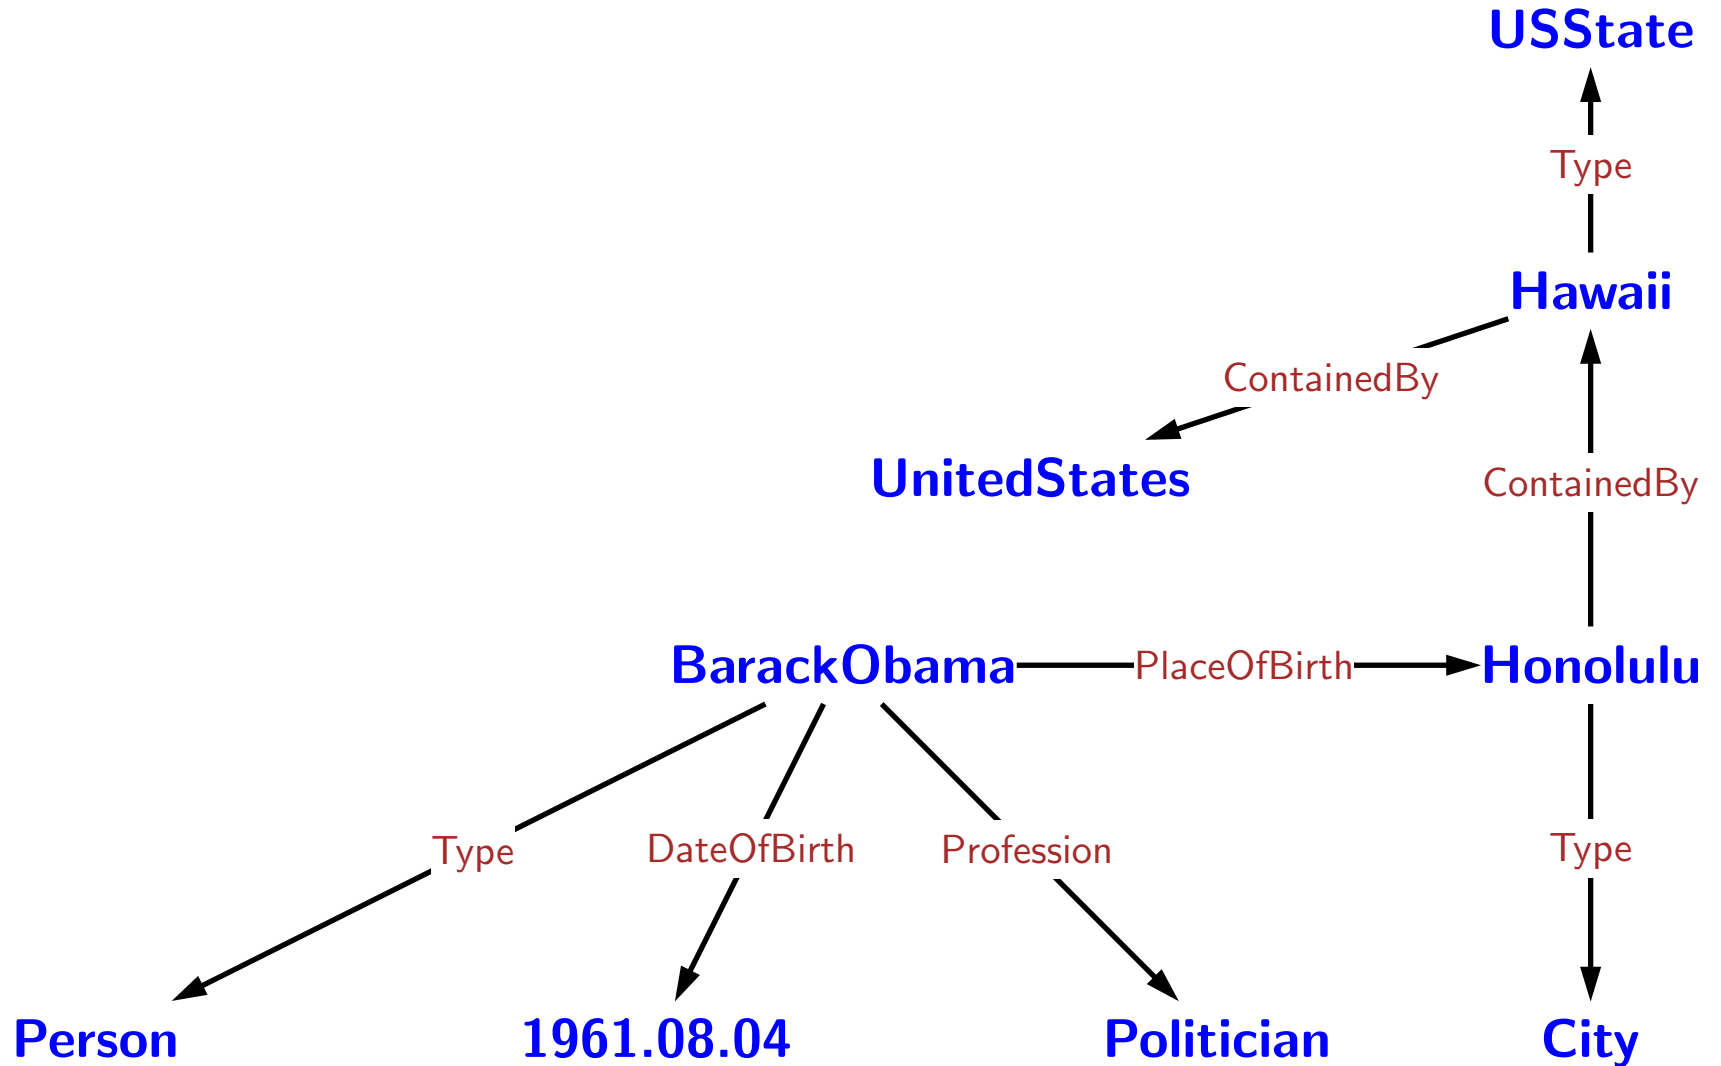 USState
Type
Hawaii
ContainedBy
UnitedStates
ContainedBy
BarackObama PlaceOfBirth Honolulu
Type DateOfBirth Profession Type
Person 1961.08.04 Politician City